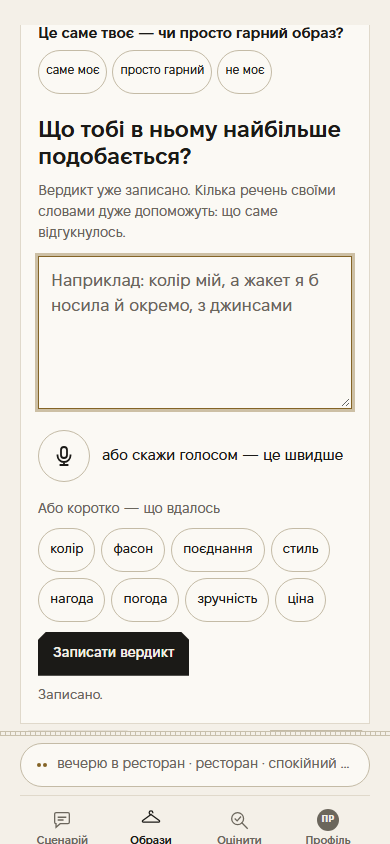 Це саме твоє — чи просто гарний образ?
саме моє просто гарний не моє
Що тобі в ньому найбільше
подобається?
Вердикт уже записано. Кілька речень своїми
словами дуже допоможуть: що саме
відгукнулось.
Наприклад: колір мій, а жакет я б
носила й окремо, з джинсами
або скажи голосом — це швидше
Або коротко — що вдалось
колір фасон поєднання стиль
нагода погода зручність ціна
Записати вердикт
Записано.
вечерю в ресторан · ресторан · спокійний ...
ПР
Сценарій Образи Оцінити Профіль